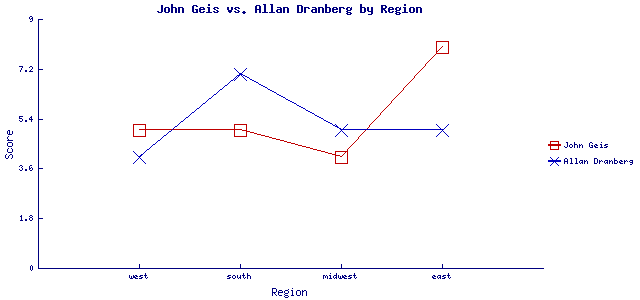 John Geis vs. Allan Dranberg by Region
9
7.2
5.4
3.6
1.8
0
Score
west south midwest east
Region
John Geis
Allan Dranberg